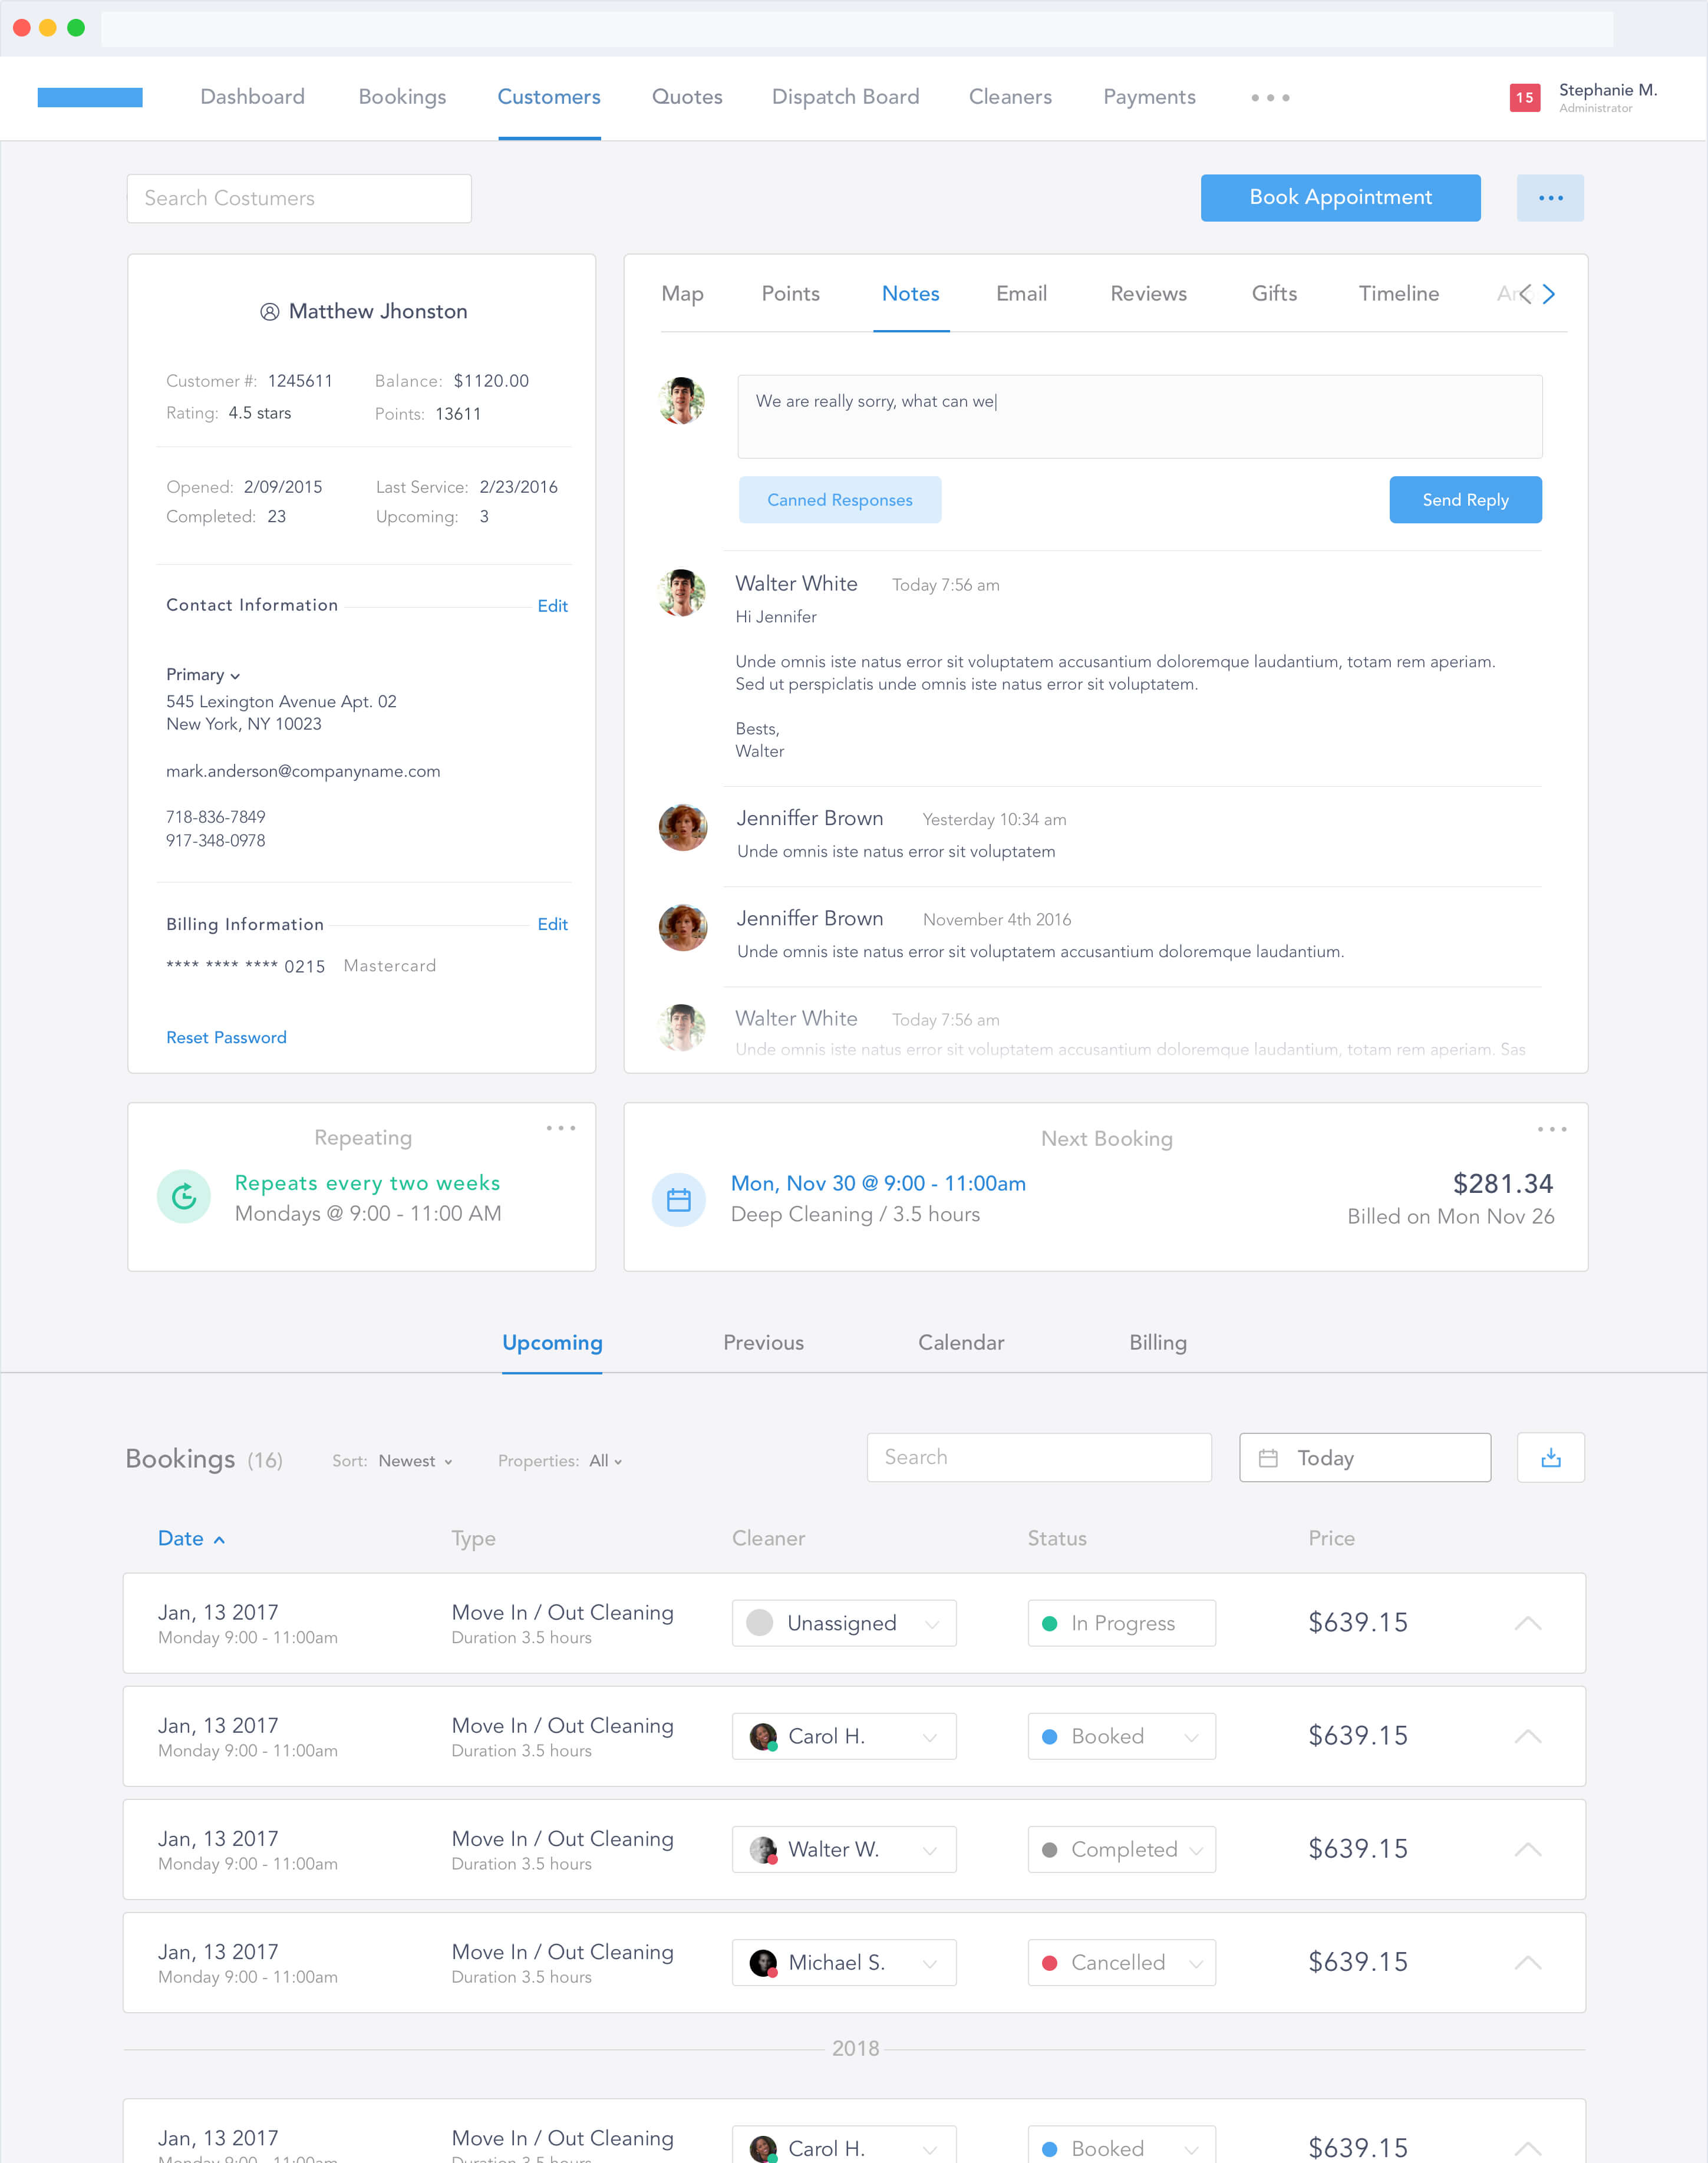 Dashboard Bookings Customers Quotes Dispatch Board Cleaners Payments
15 Stephanie M.
Administrator
Search Costumers
Book Appointment
Matthew Jhonston
Customer #: 1245611 Balance: $1120.00
Rating: 4.5 stars Points: 13611
Opened: 2/09/2015 Last Service: 2/23/2016
Completed: 23 Upcoming: 3
Contact Information Edit
Primary
545 Lexington Avenue Apt. 02
New York, NY 10023
mark.anderson@companyname.com
718-836-7849
917-348-0978
Billing Information Edit
**** **** **** 0215 Mastercard
Reset Password
Map Points Notes Email Reviews Gifts Timeline
We are really sorry, what can we
Canned Responses Send Reply
Walter White Today 7:56 am
Hi Jennifer
Unde omnis iste natus error sit voluptatem accusantium doloremque laudantium, totam rem aperiam.
Sed ut perspiclatis unde omnis iste natus error sit voluptatem.
Bests,
Walter
Jenniffer Brown Yesterday 10:34 am
Unde omnis iste natus error sit voluptatem
Jenniffer Brown November 4th 2016
Unde omnis iste natus error sit voluptatem accusantium doloremque laudantium.
Walter White Today 7:56 am
Unde omnis iste natus error sit voluptatem accusantium doloremque laudantium, totam rem aperiam. Sas
Repeating
Repeats every two weeks
Mondays @ 9:00 - 11:00 AM
Next Booking
Mon, Nov 30 @ 9:00 - 11:00am $281.34
Deep Cleaning / 3.5 hours Billed on Mon Nov 26
Upcoming Previous Calendar Billing
Bookings (16) Sort: Newest Properties: All Search Today
Date Type Cleaner Status Price
Jan, 13 2017 Move In / Out Cleaning Unassigned In Progress $639.15
Monday 9:00 - 11:00am Duration 3.5 hours
Jan, 13 2017 Move In / Out Cleaning Carol H. Booked $639.15
Monday 9:00 - 11:00am Duration 3.5 hours
Jan, 13 2017 Move In / Out Cleaning Walter W. Completed $639.15
Monday 9:00 - 11:00am Duration 3.5 hours
Jan, 13 2017 Move In / Out Cleaning Michael S. Cancelled $639.15
Monday 9:00 - 11:00am Duration 3.5 hours
2018
Jan, 13 2017 Move In / Out Cleaning Carol H. Booked $639.15
Monday 9:00 - 11:00am Duration 3.5 hours